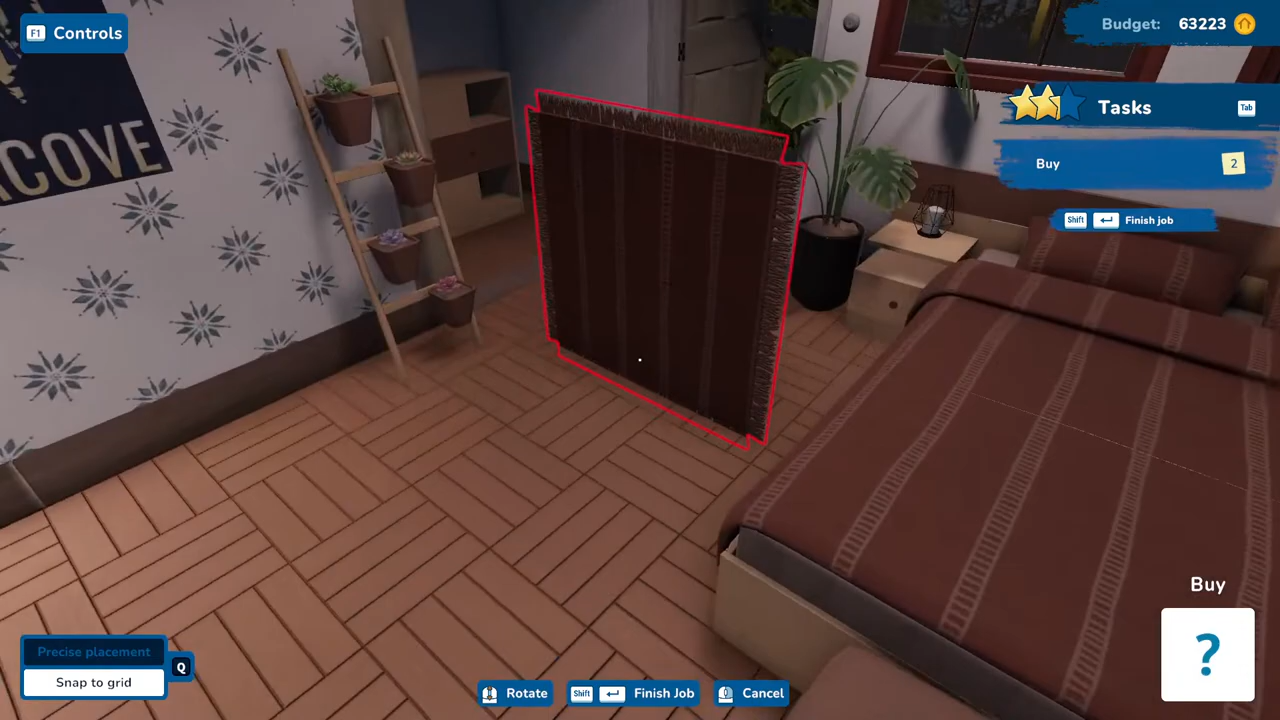 F1 Controls
Budget: 63223
Tasks Tab
Buy 2
Shift Finish job
COVE
Buy
?
Precise placement
Q
Snap to grid
Rotate Shift Finish Job Cancel